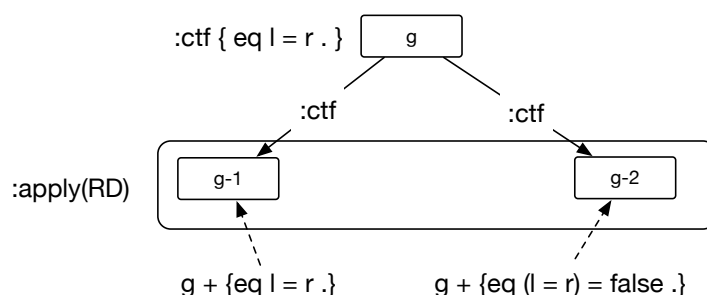 :ctf { eq l = r . } g
:ctf :ctf
:apply(RD) g-1 g-2
g + {eq l = r .} g + {eq (l = r) = false .}